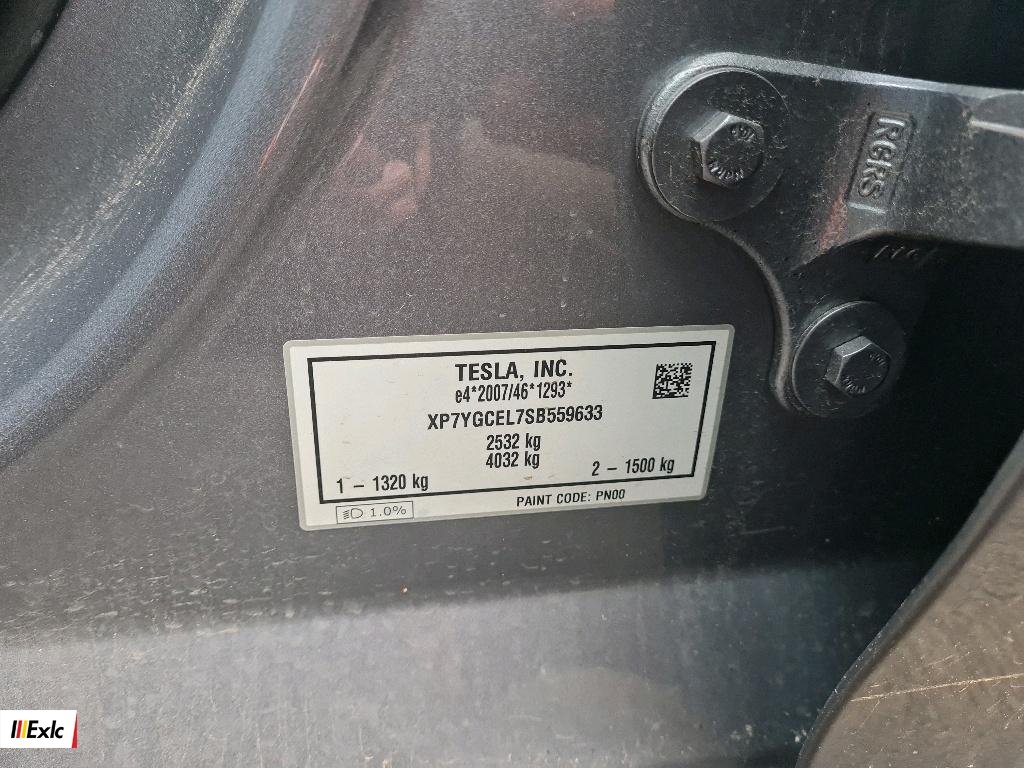 RGRS
TESLA, INC.
e4*2007/46*1293*
XP7YGCEL7SB559633
2532 kg
4032 kg
1 – 1320 kg
2 – 1500 kg
1.0%
PAINT CODE: PN00
Exlc